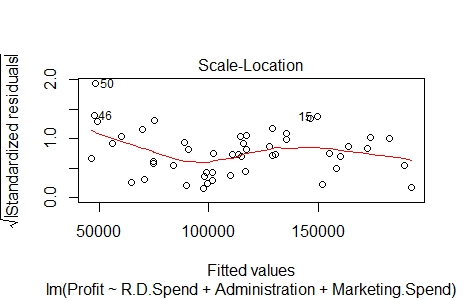 Scale-Location
√|Standardized residuals|
2.0
1.0
0.0
50
46
15
50000 100000 150000
Fitted values
lm(Profit ~ R.D.Spend + Administration + Marketing.Spend)